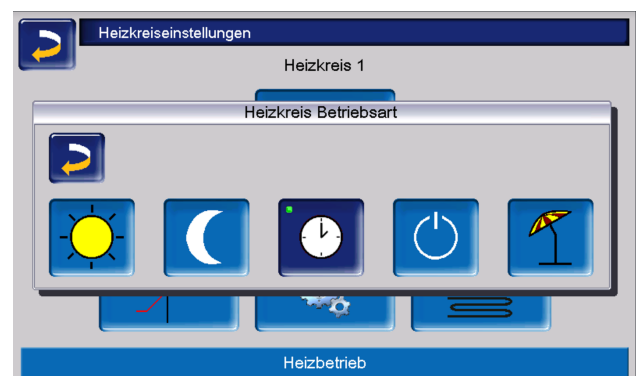 Heizkreiseinstellungen
Heizkreis 1
Heizkreis Betriebsart
Heizbetrieb